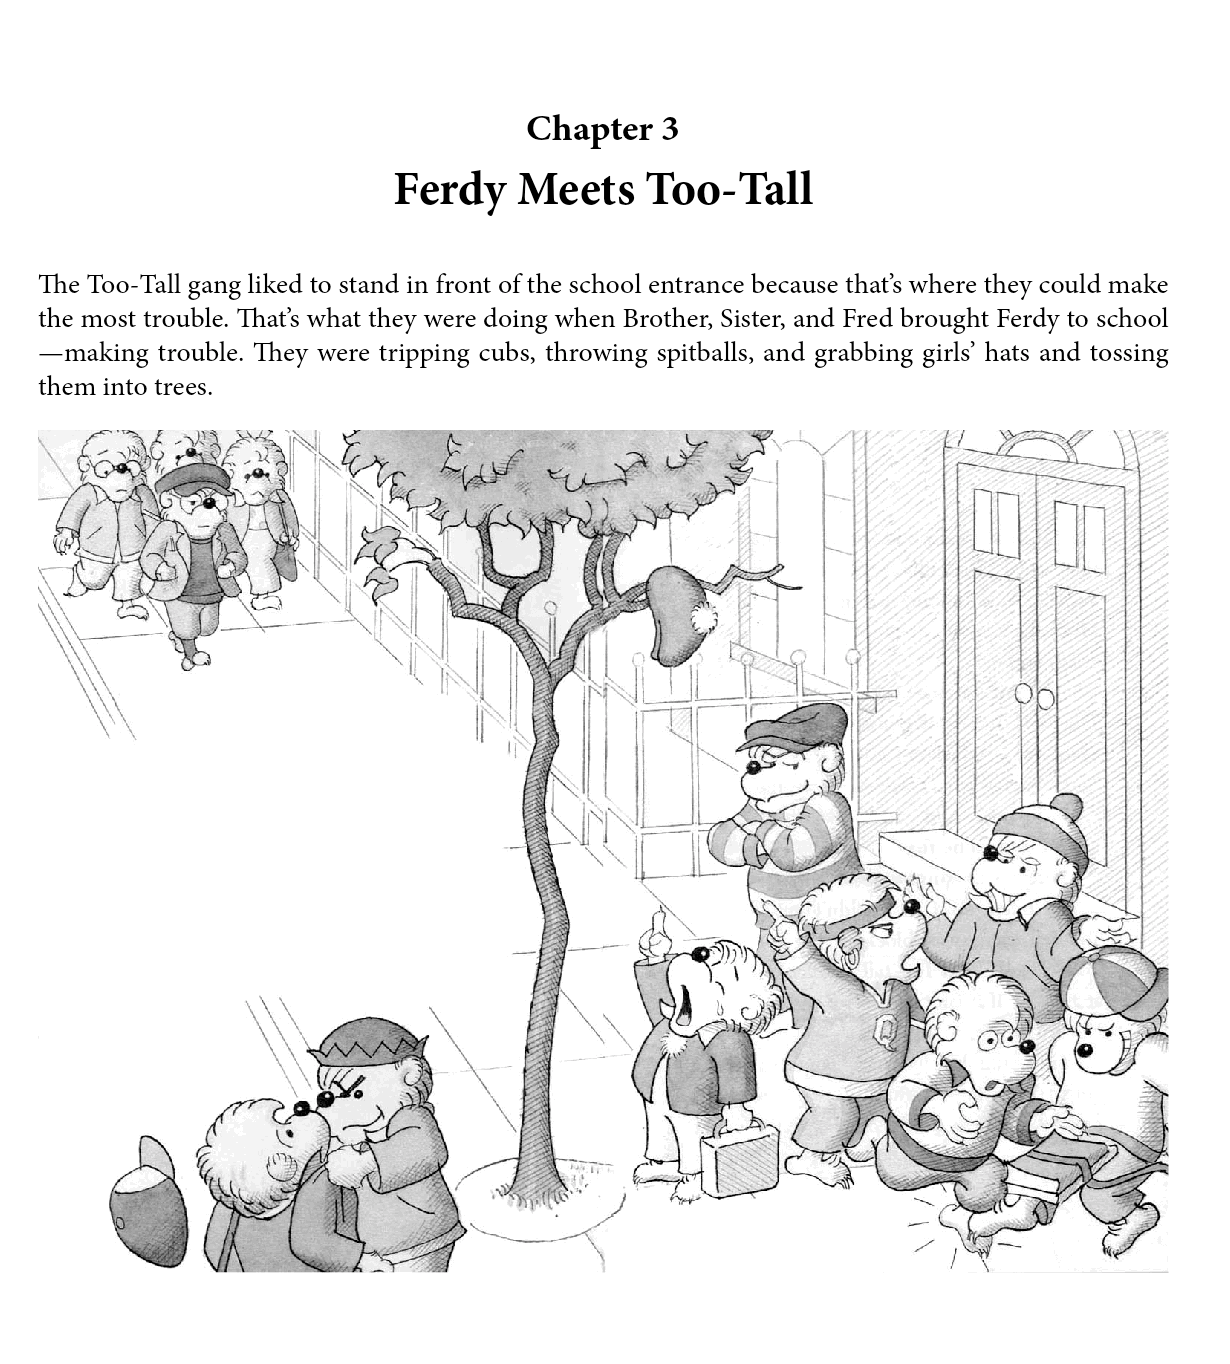 Chapter 3
Ferdy Meets Too-Tall
The Too-Tall gang liked to stand in front of the school entrance because that’s where they could make
the most trouble. That’s what they were doing when Brother, Sister, and Fred brought Ferdy to school
—making trouble. They were tripping cubs, throwing spitballs, and grabbing girls’ hats and tossing
them into trees.
Q